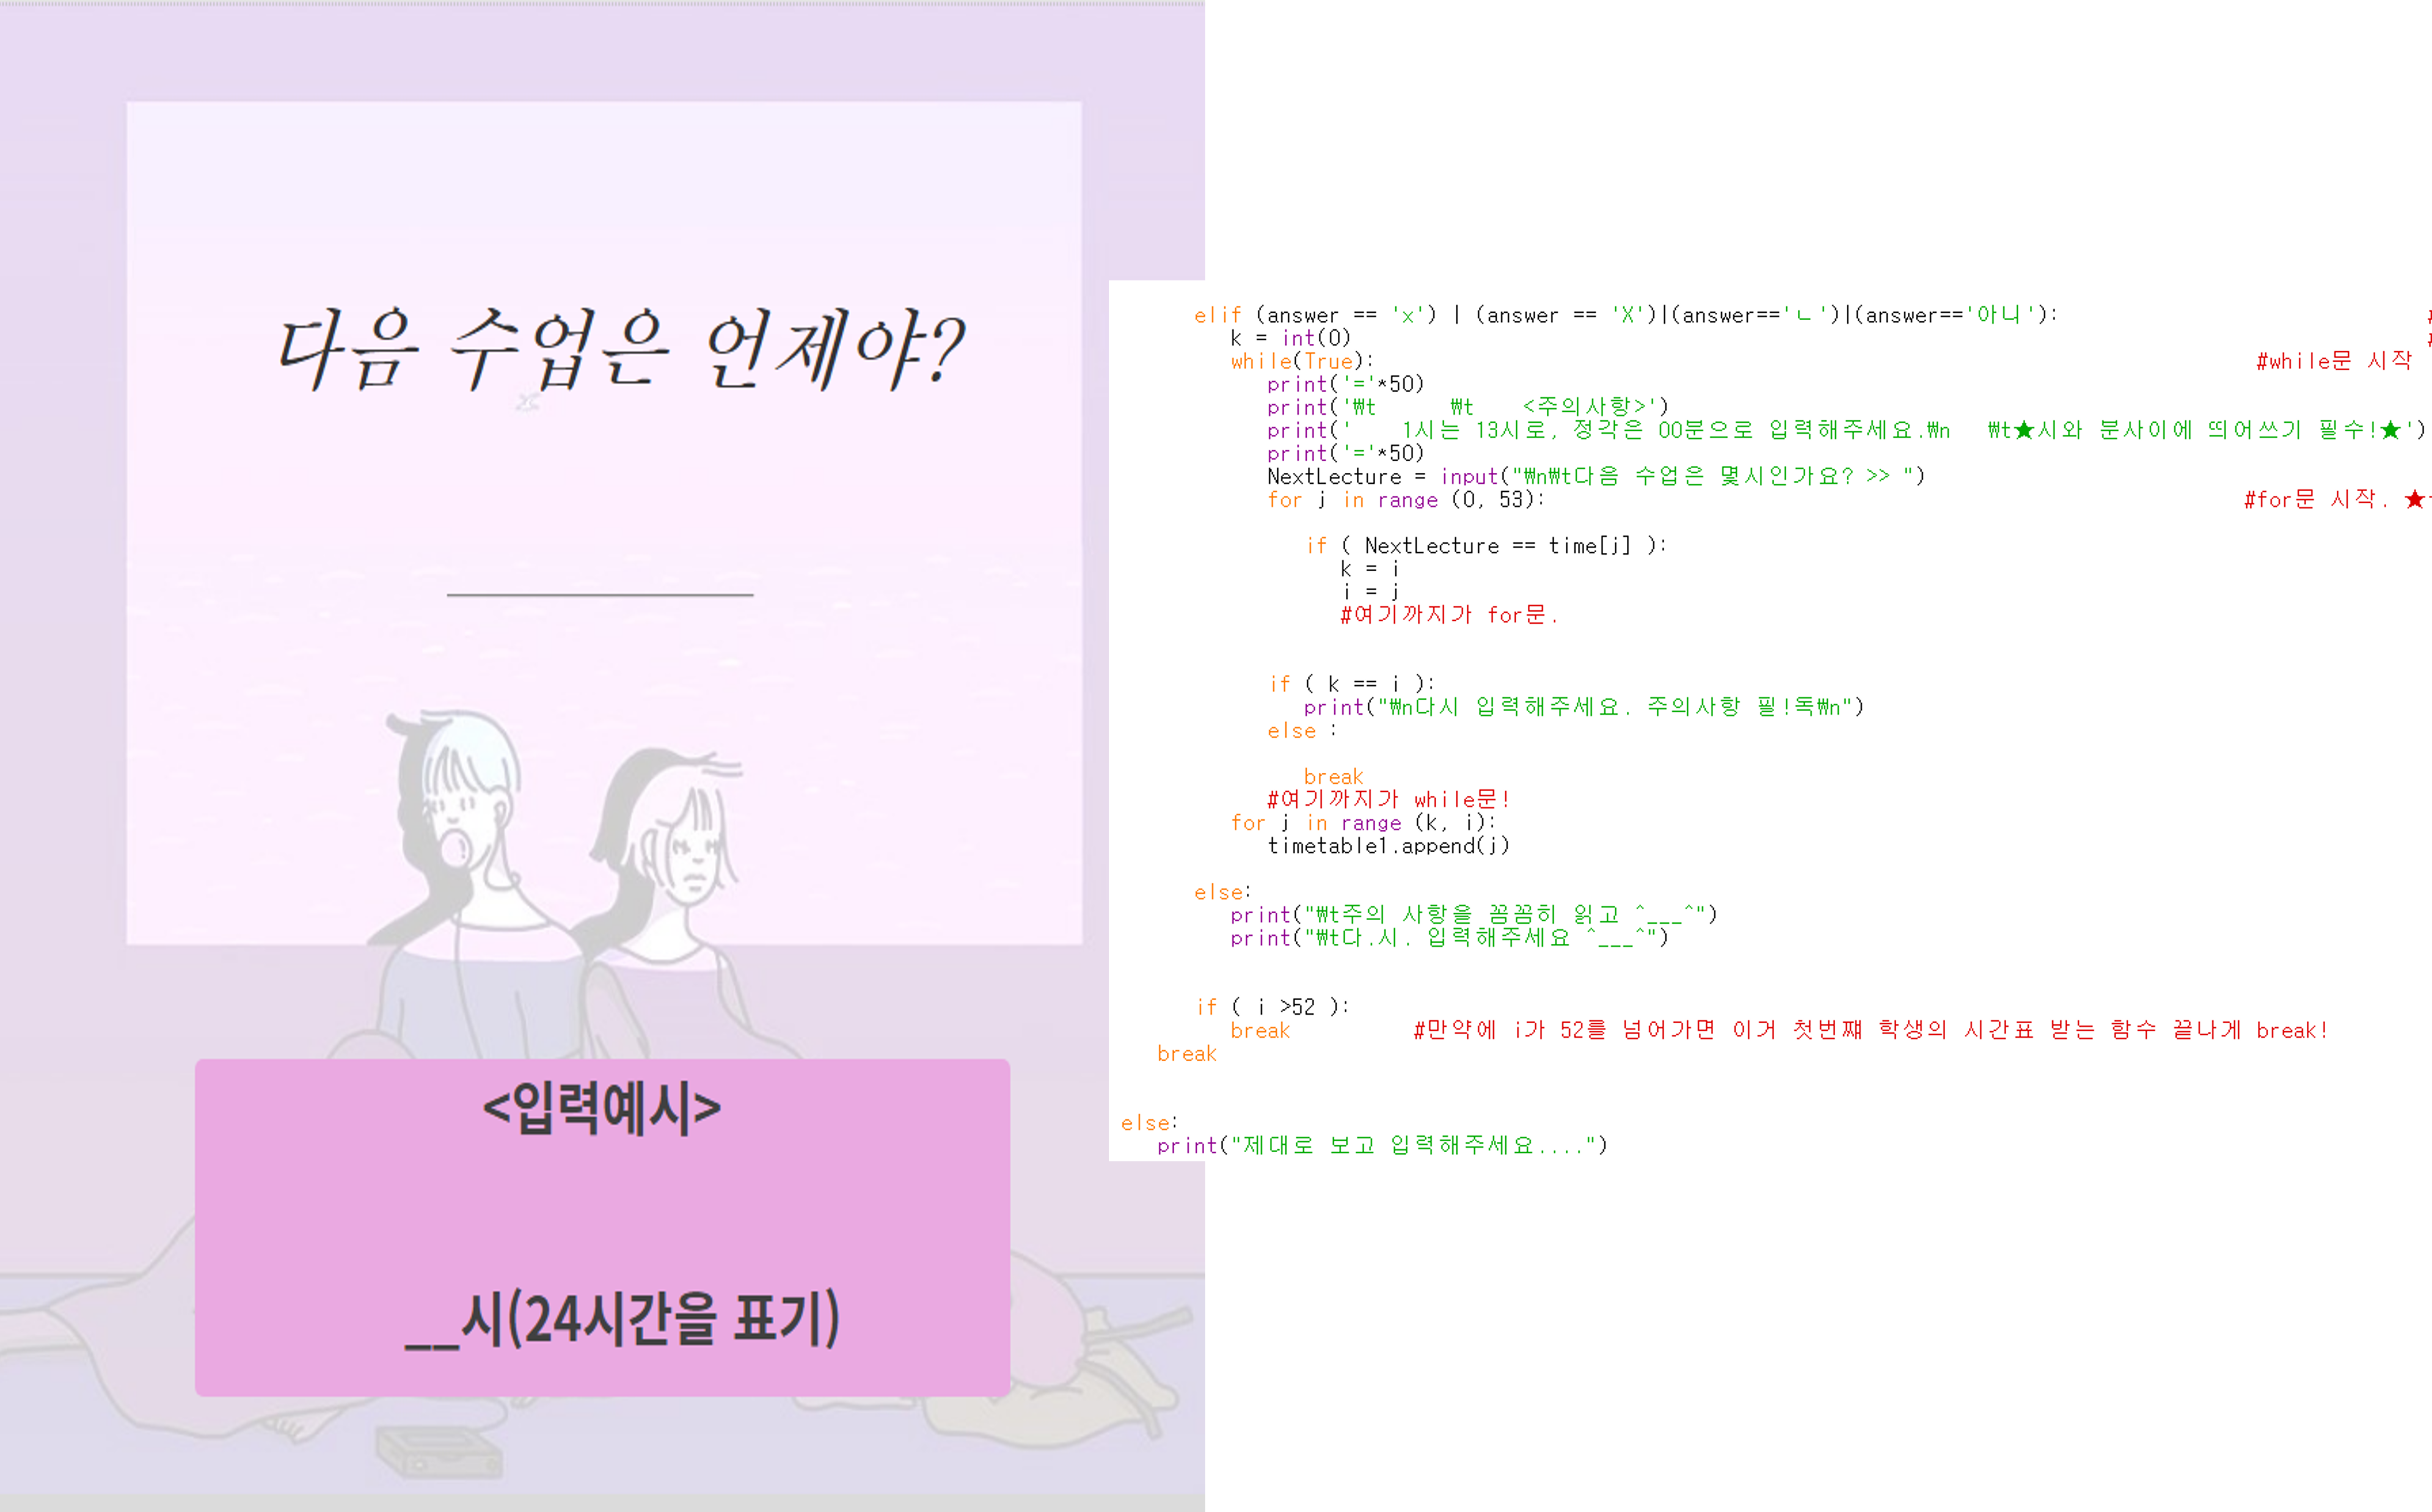 다음 수업은 언제야?
<입력예시>
__시(24시간을 표기)
elif (answer == 'x') | (answer == 'X')|(answer=='ㄴ')|(answer=='아니'):
k = int(0)
while(True): #while문 시작
print('='*50)
print('₩t ₩t <주의사항>')
print(' 1시는 13시로, 정각은 00분으로 입력해주세요.₩n ₩t★시와 분사이에 띄어쓰기 필수!★')
print('='*50)
NextLecture = input("₩n₩t다음 수업은 몇시인가요? >> ")
for j in range (0, 53): #for문 시작. ★
if ( NextLecture == time[j] ):
k = i
i = j
#여기까지가 for문.
if ( k == i ):
print("₩n다시 입력해주세요. 주의사항 필!독₩n")
else :
break
#여기까지가 while문!
for j in range (k, i):
timetable1.append(j)
else:
print("₩t주의 사항을 꼼꼼히 읽고 ^___^")
print("₩t다.시. 입력해주세요 ^___^")
if ( i >52 ):
break #만약에 i가 52를 넘어가면 이거 첫번째 학생의 시간표 받는 함수 끝나게 break!
break
else:
print("제대로 보고 입력해주세요....")